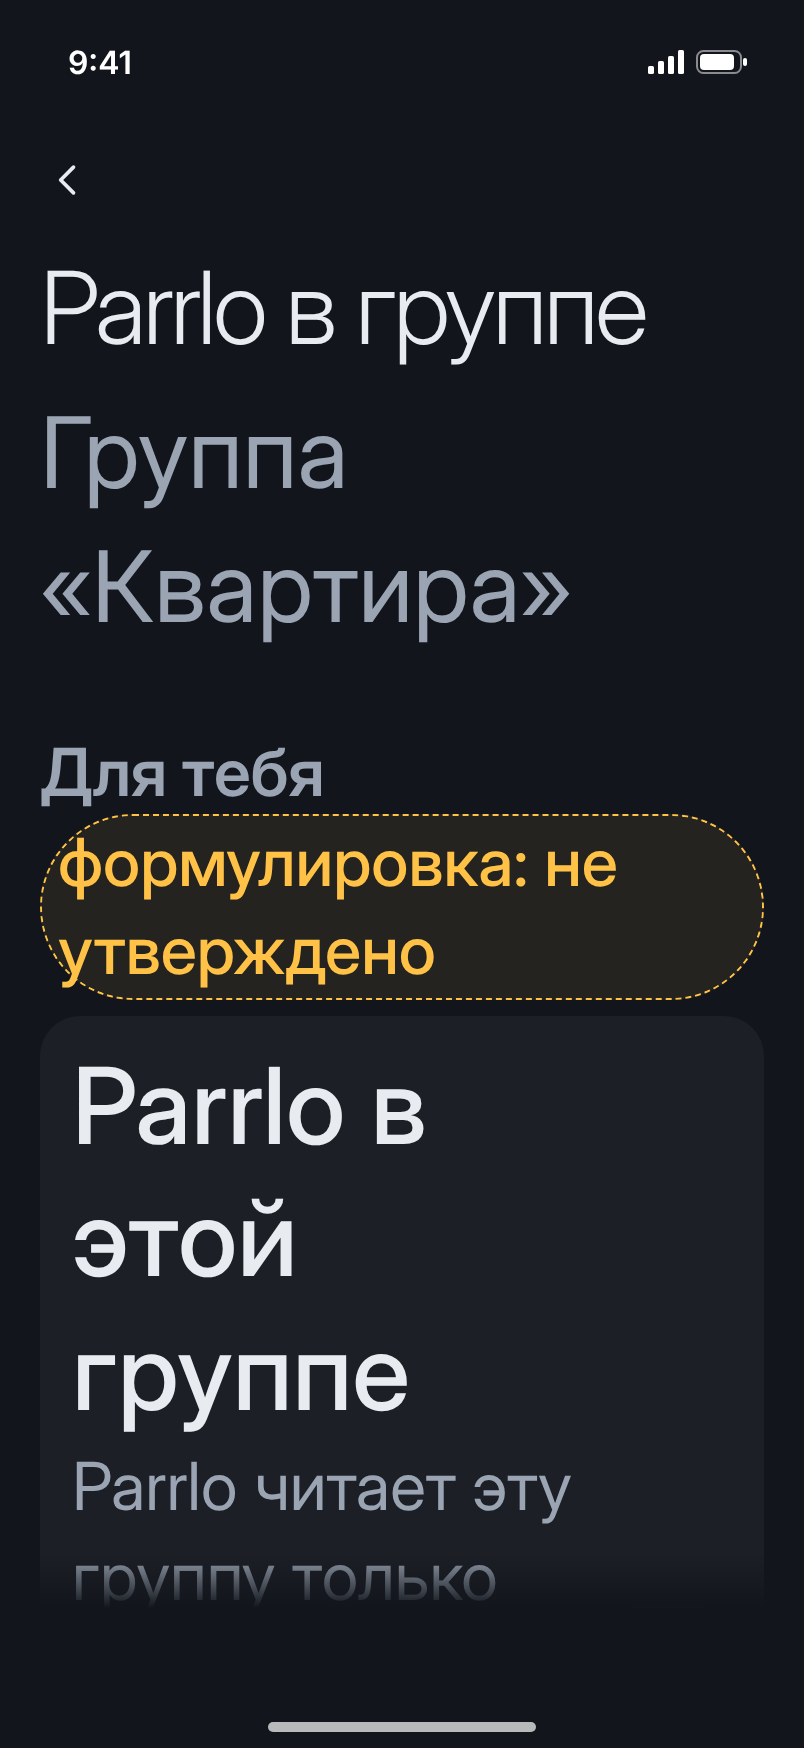 9:41
Parrlo в группе
Группа
«Квартира»
Для тебя
формулировка: не
утверждено
Parrlo в
этой
группе
Parrlo читает эту
группу только